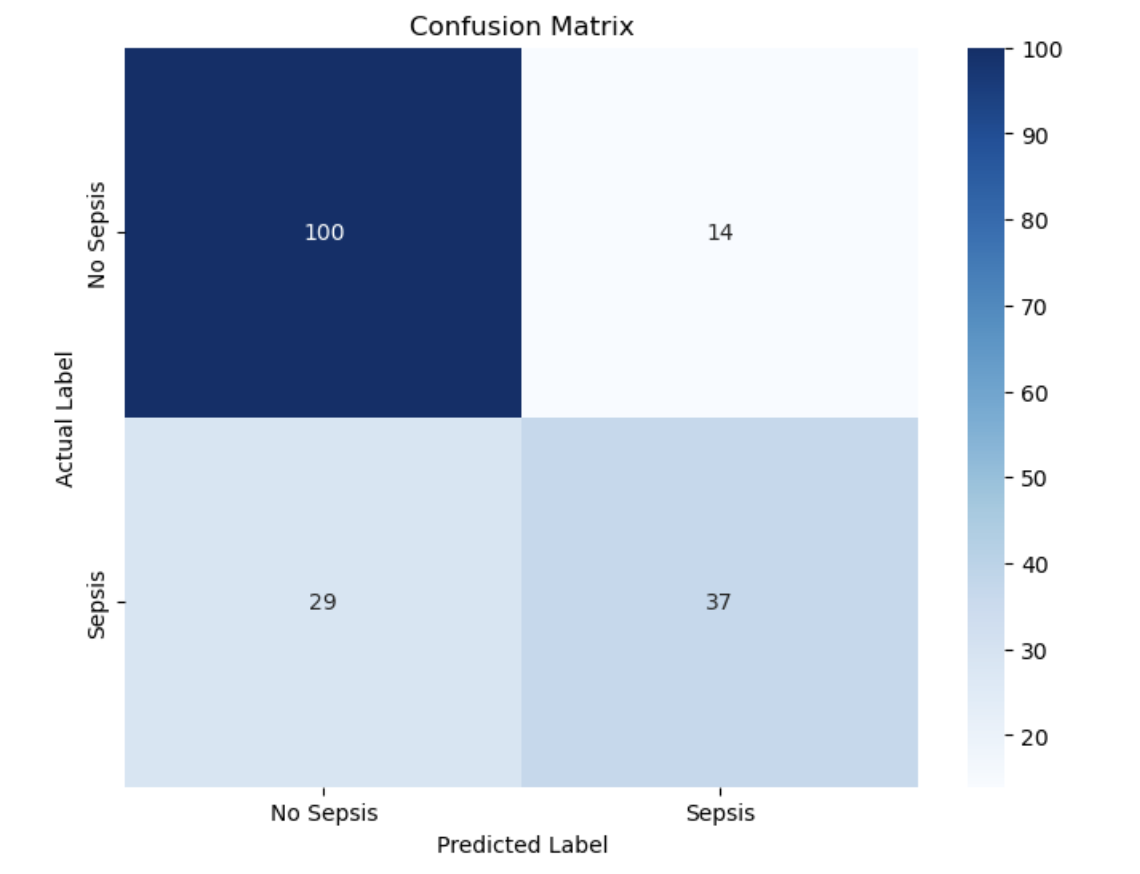 Confusion Matrix
No Sepsis
Sepsis
Actual Label
100
14
29
37
No Sepsis
Sepsis
Predicted Label
100
90
80
70
60
50
40
30
20